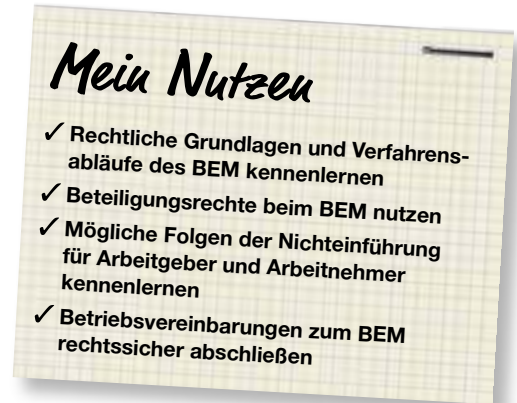 Mein Nutzen
✓ Rechtliche Grundlagen und Verfahrens-
abläufe des BEM kennenlernen
✓ Beteiligungsrechte beim BEM nutzen
✓ Mögliche Folgen der Nichteinführung
für Arbeitgeber und Arbeitnehmer
kennenlernen
✓ Betriebsvereinbarungen zum BEM
rechtssicher abschließen